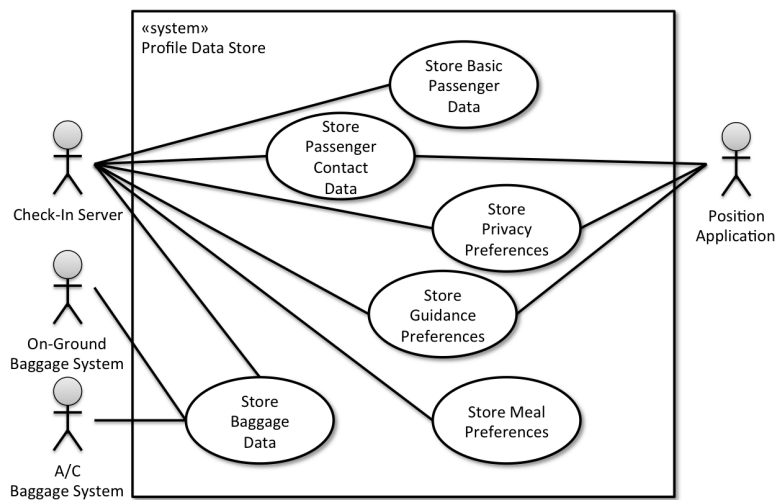 «system»
Profile Data Store
Store Basic
Passenger
Data
Store
Passenger
Contact
Data
Check-In Server
Store
Privacy
Preferences
Position
Application
Store
Guidance
Preferences
On-Ground
Baggage System
Store
Baggage
Data
Store Meal
Preferences
A/C
Baggage System